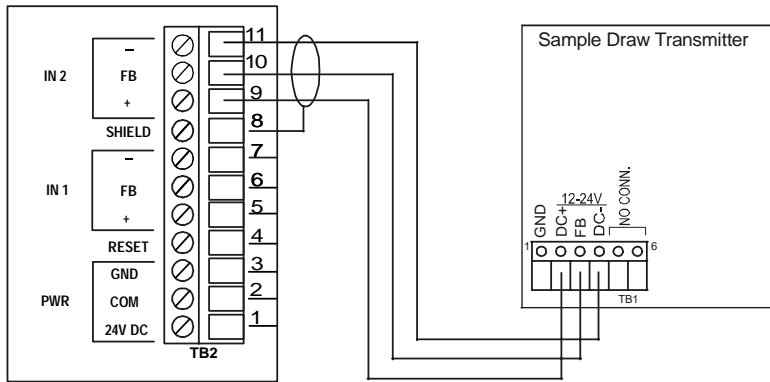 IN 2
−
FB
+
SHIELD
IN 1
−
FB
+
RESET
PWR
GND
COM
24V DC
11
10
9
8
7
6
5
4
3
2
1
TB2
Sample Draw Transmitter
12-24V
GND
DC+
FB
DC-
NO CONN.
1
6
TB1